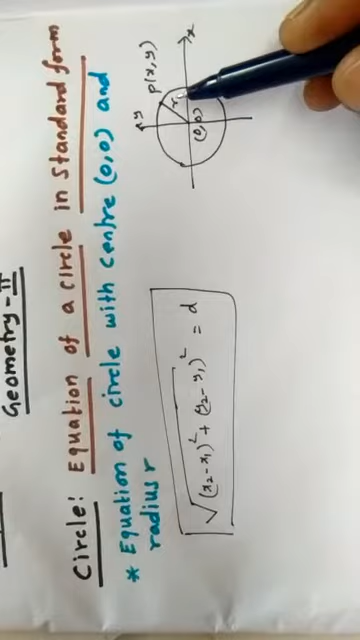 Geometry-II
Circle: Equation of a circle in standard form
* Equation of circle with centre (0,0) and
radius r
√(x₂-x₁)² + (y₂-y₁)² = d
y
P(x,y)
r
(0,0)
x